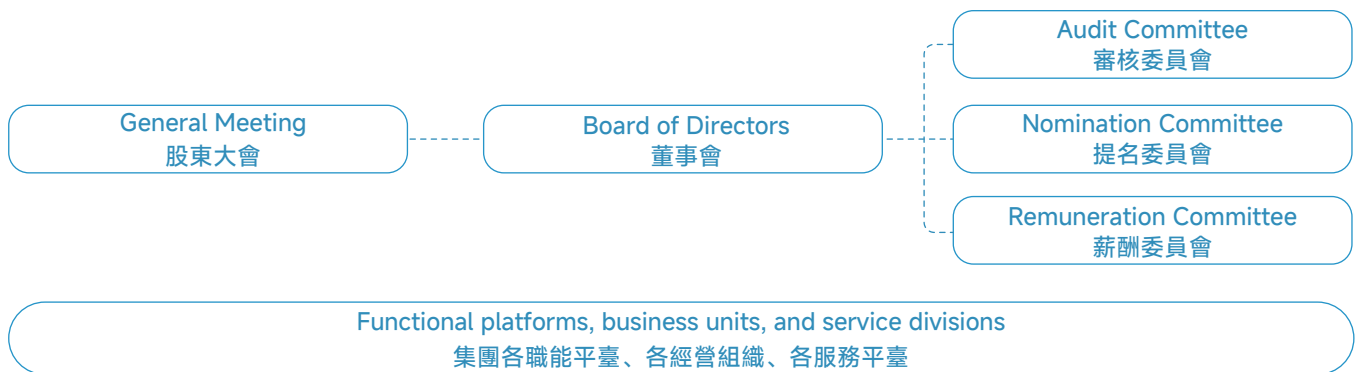 Audit Committee
審核委員會
General Meeting
股東大會
Board of Directors
董事會
Nomination Committee
提名委員會
Remuneration Committee
薪酬委員會
Functional platforms, business units, and service divisions
集團各職能平臺、各經營組織、各服務平臺